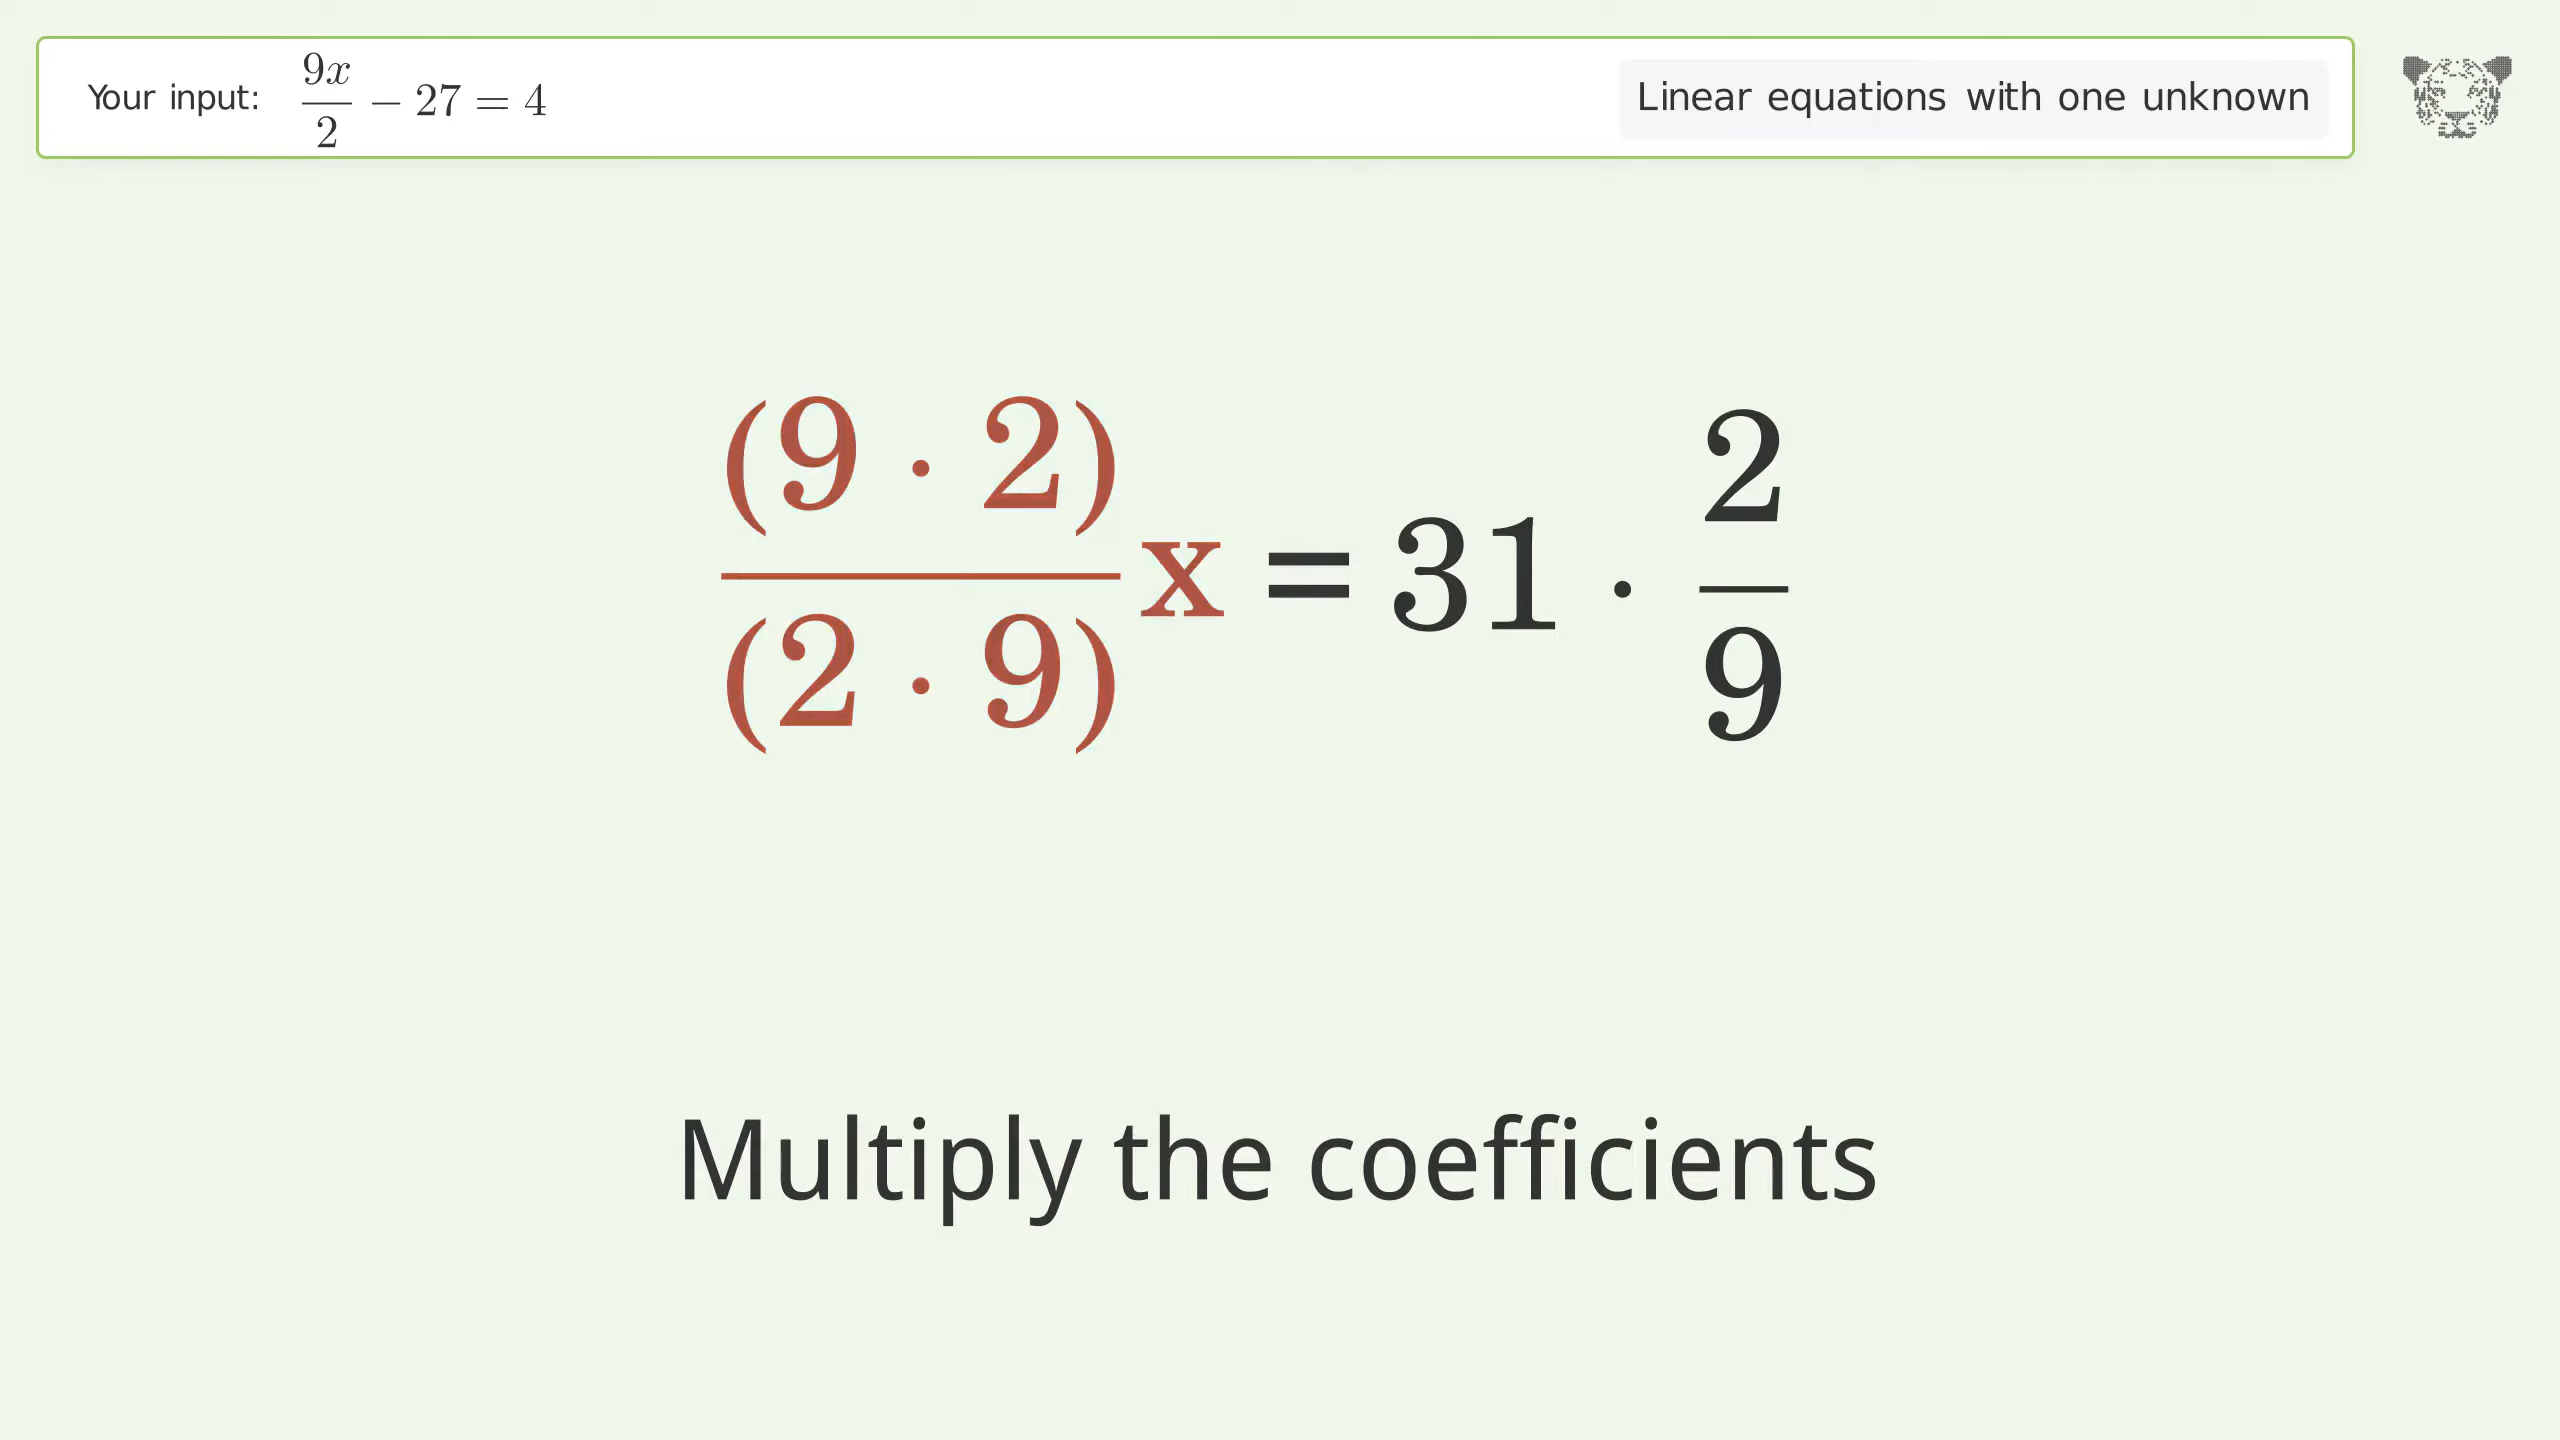 Your input: 9x/2 − 27 = 4
Linear equations with one unknown
(9 · 2)/(2 · 9) x = 31 · 2/9
Multiply the coefficients